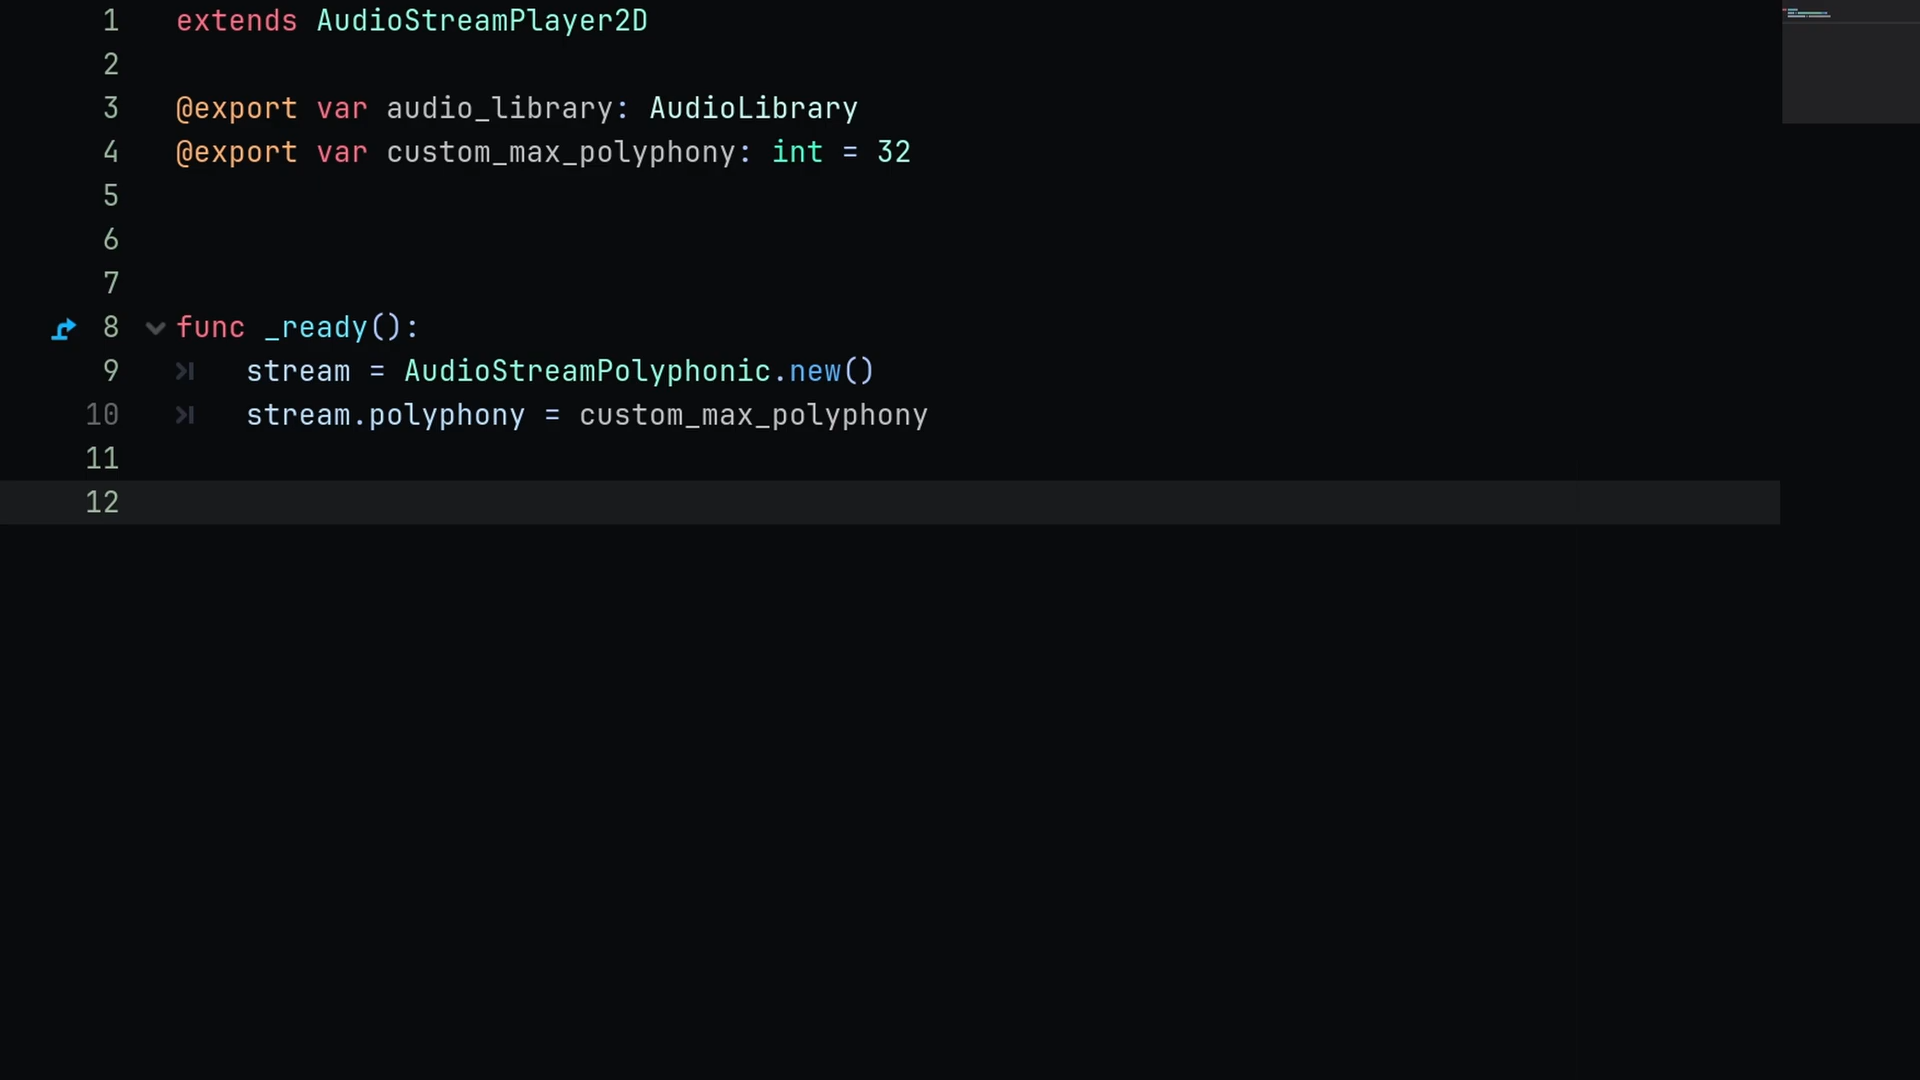 1 extends AudioStreamPlayer2D
2
3 @export var audio_library: AudioLibrary
4 @export var custom_max_polyphony: int = 32
5
6
7
8 func _ready():
9 stream = AudioStreamPolyphonic.new()
10 stream.polyphony = custom_max_polyphony
11
12